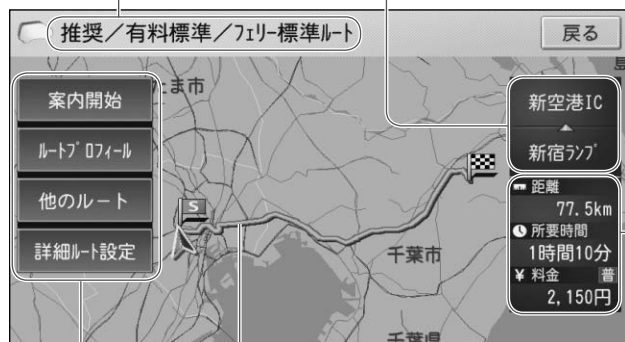 推奨／有料標準／フェリー標準ルート
戻る
案内開始
ルートプロフィール
他のルート
詳細ルート設定
たま市
S
千葉市
千葉県
新空港IC
新宿ランプ
距離
77.5km
所要時間
1時間10分
¥ 料金 普
2,150円